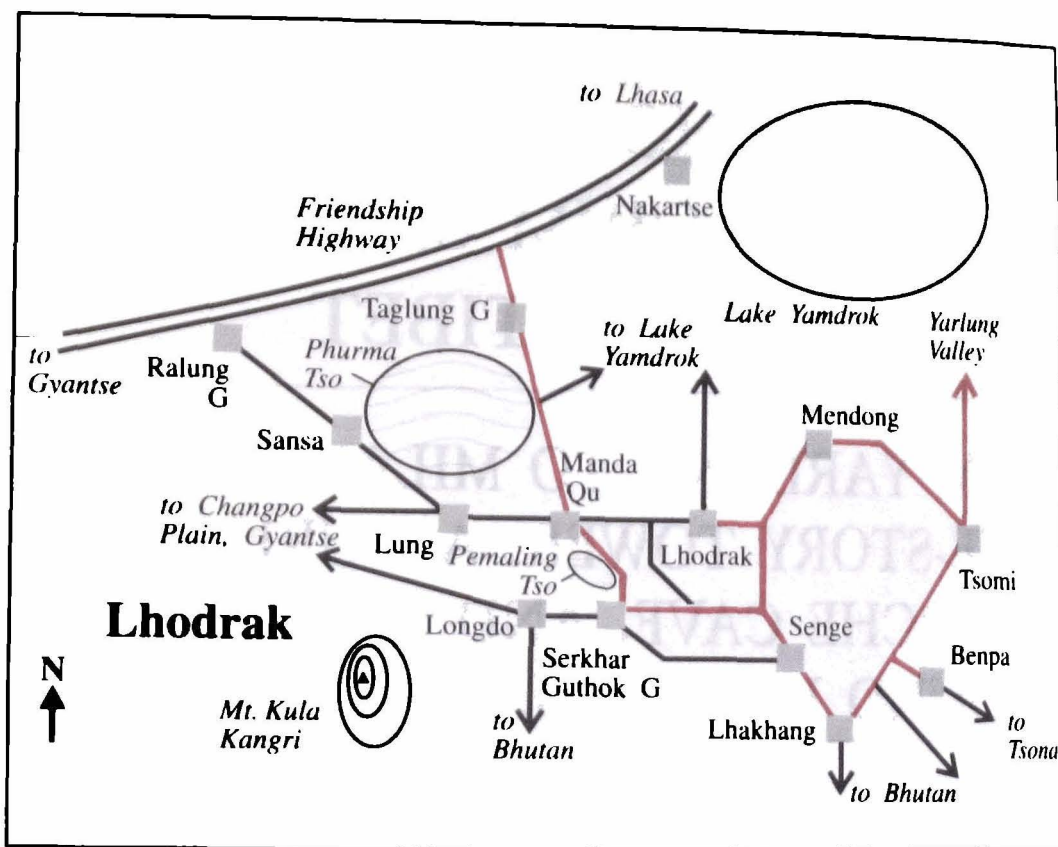 to Lhasa
Nakartse
Friendship
Highway
Lake Yamdrok
Taglung G
to Lake
Yamdrok
Yarlung
Valley
to
Gyantse
Ralung
G
Phurma
Tso
Sansa
Mendong
Manda
Qu
to Changpo
Plain, Gyantse
Lung
Lhodrak
Pemaling
Tso
Tsomi
Lhodrak
Longdo
Senge
Serkhar
Guthok G
Benpa
N
Mt. Kula
Kangri
to
Bhutan
Lhakhang
to
Tsona
to Bhutan